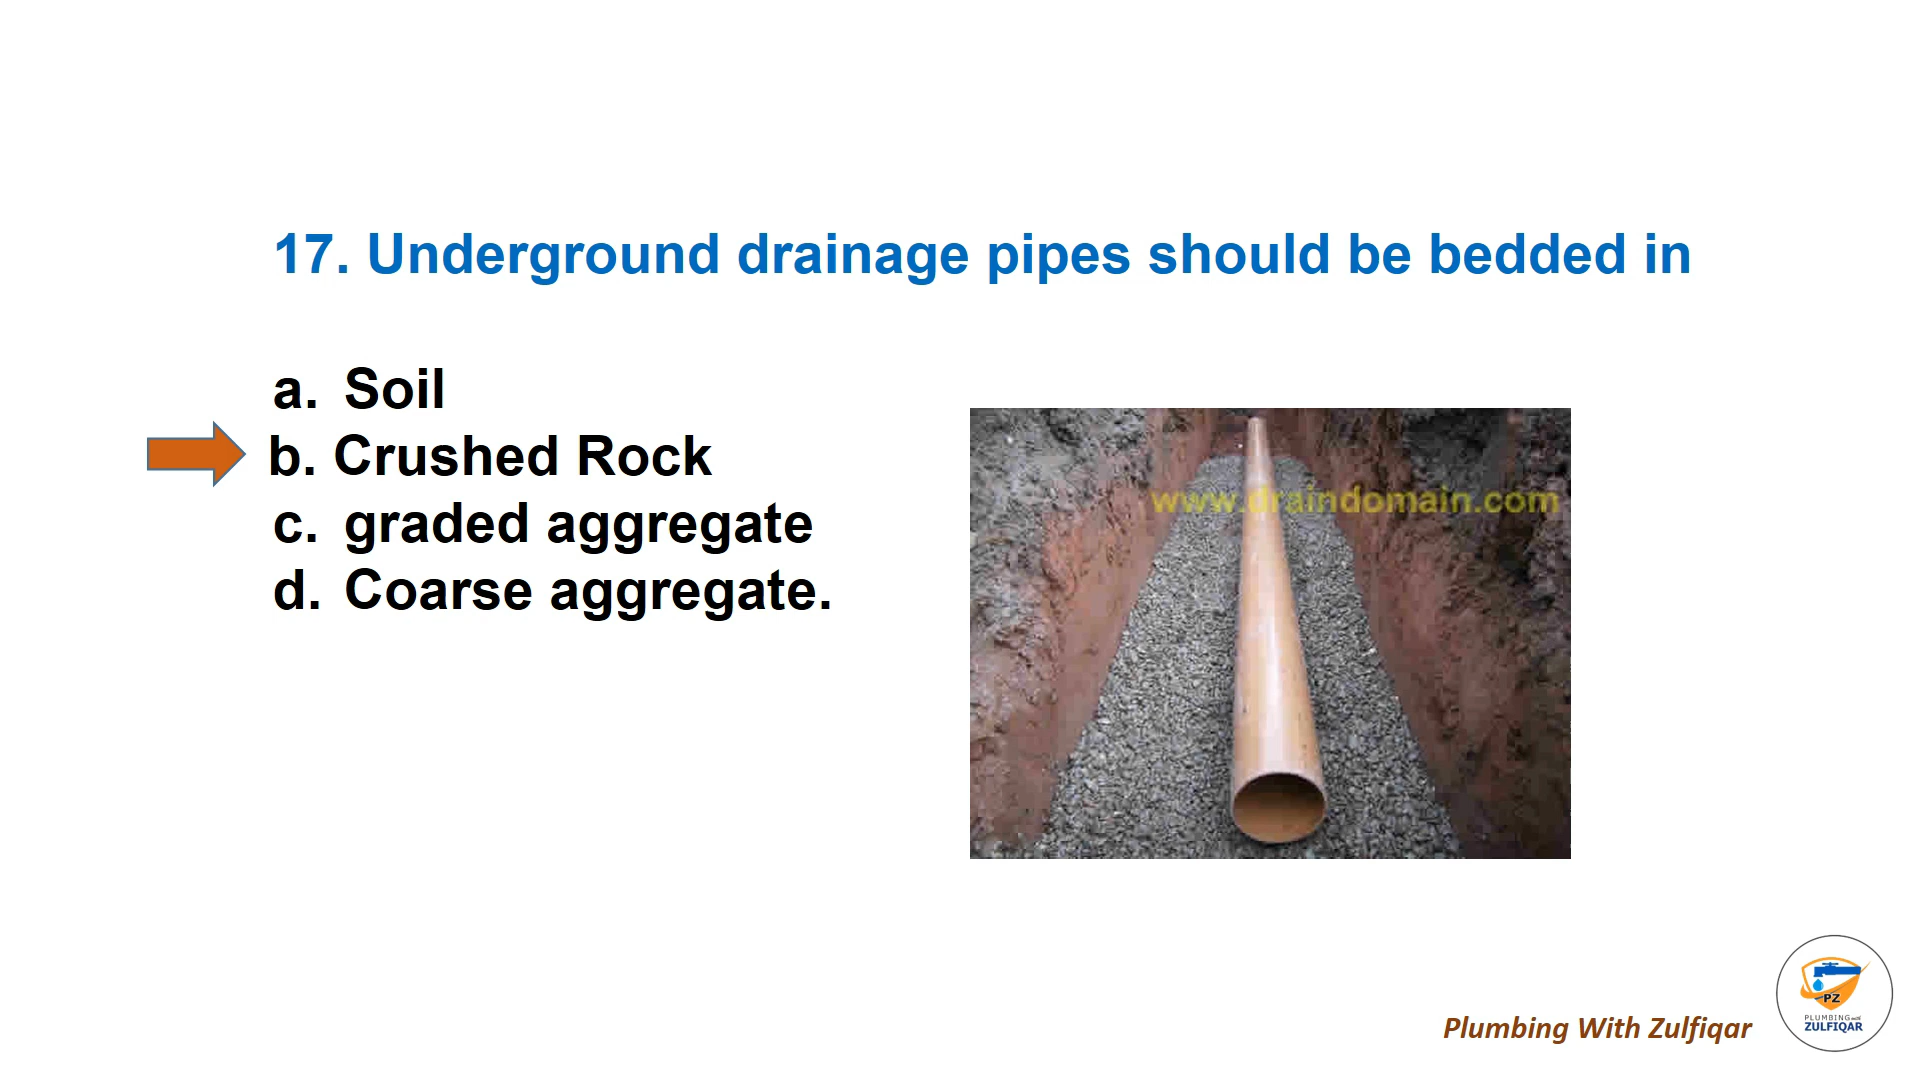 17. Underground drainage pipes should be bedded in
a. Soil
b. Crushed Rock
c. graded aggregate
d. Coarse aggregate.
www.draindomain.com
Plumbing With Zulfiqar
PZ
PLUMBING with
ZULFIQAR